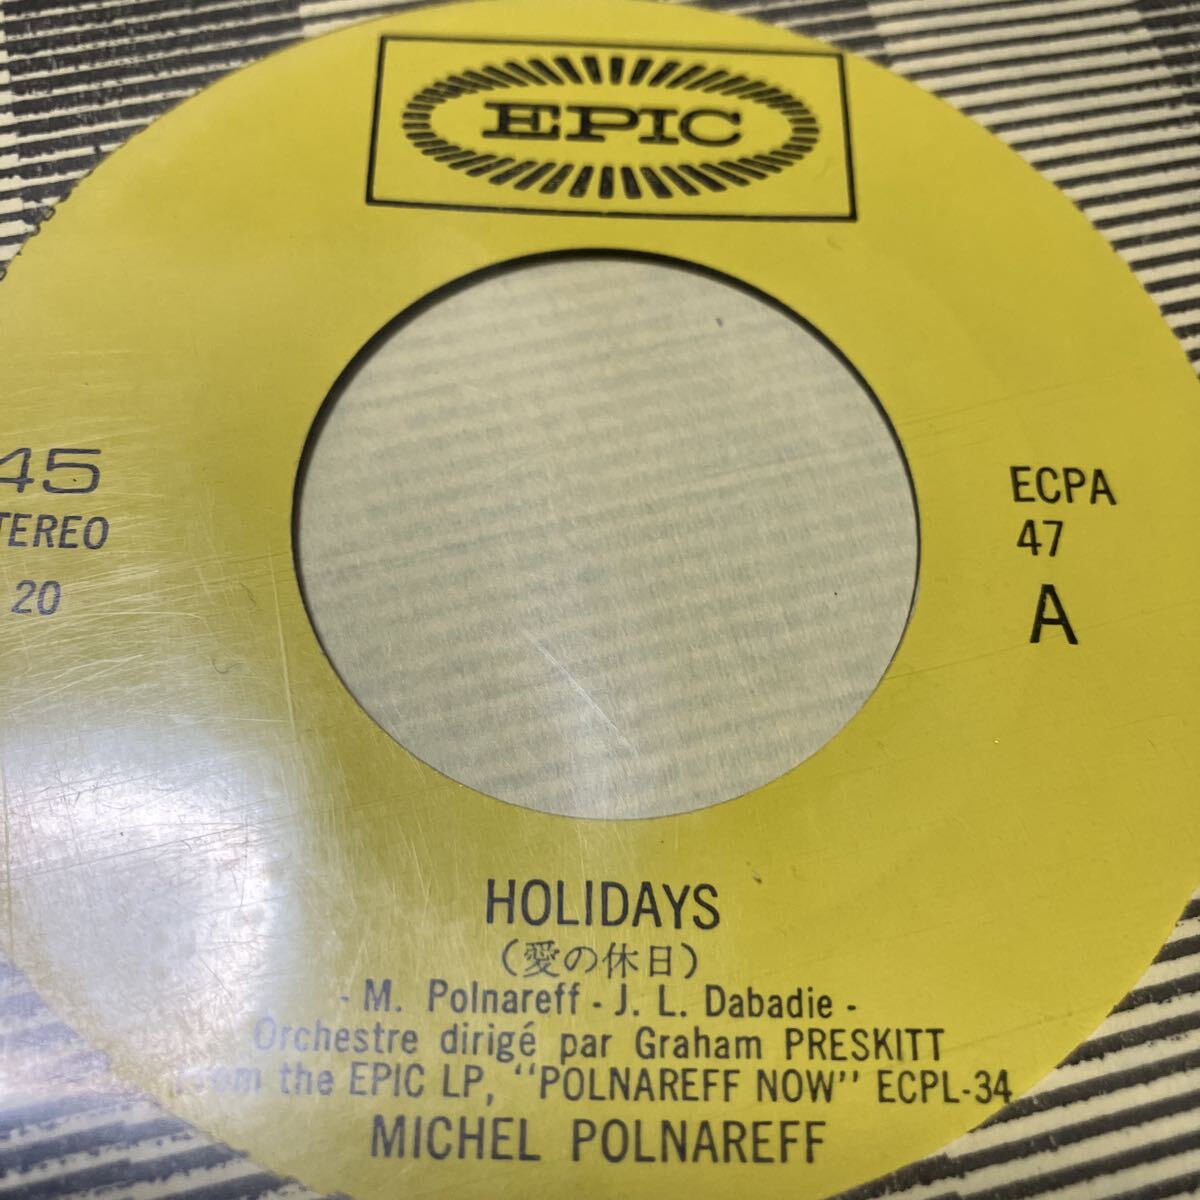 EPIC
45
STEREO
20
ECPA
47
A
HOLIDAYS
(愛の休日)
- M. Polnareff - J. L. Dabadie -
Orchestre dirigé par Graham PRESKITT
From the EPIC LP, "POLNAREFF NOW" ECPL-34
MICHEL POLNAREFF